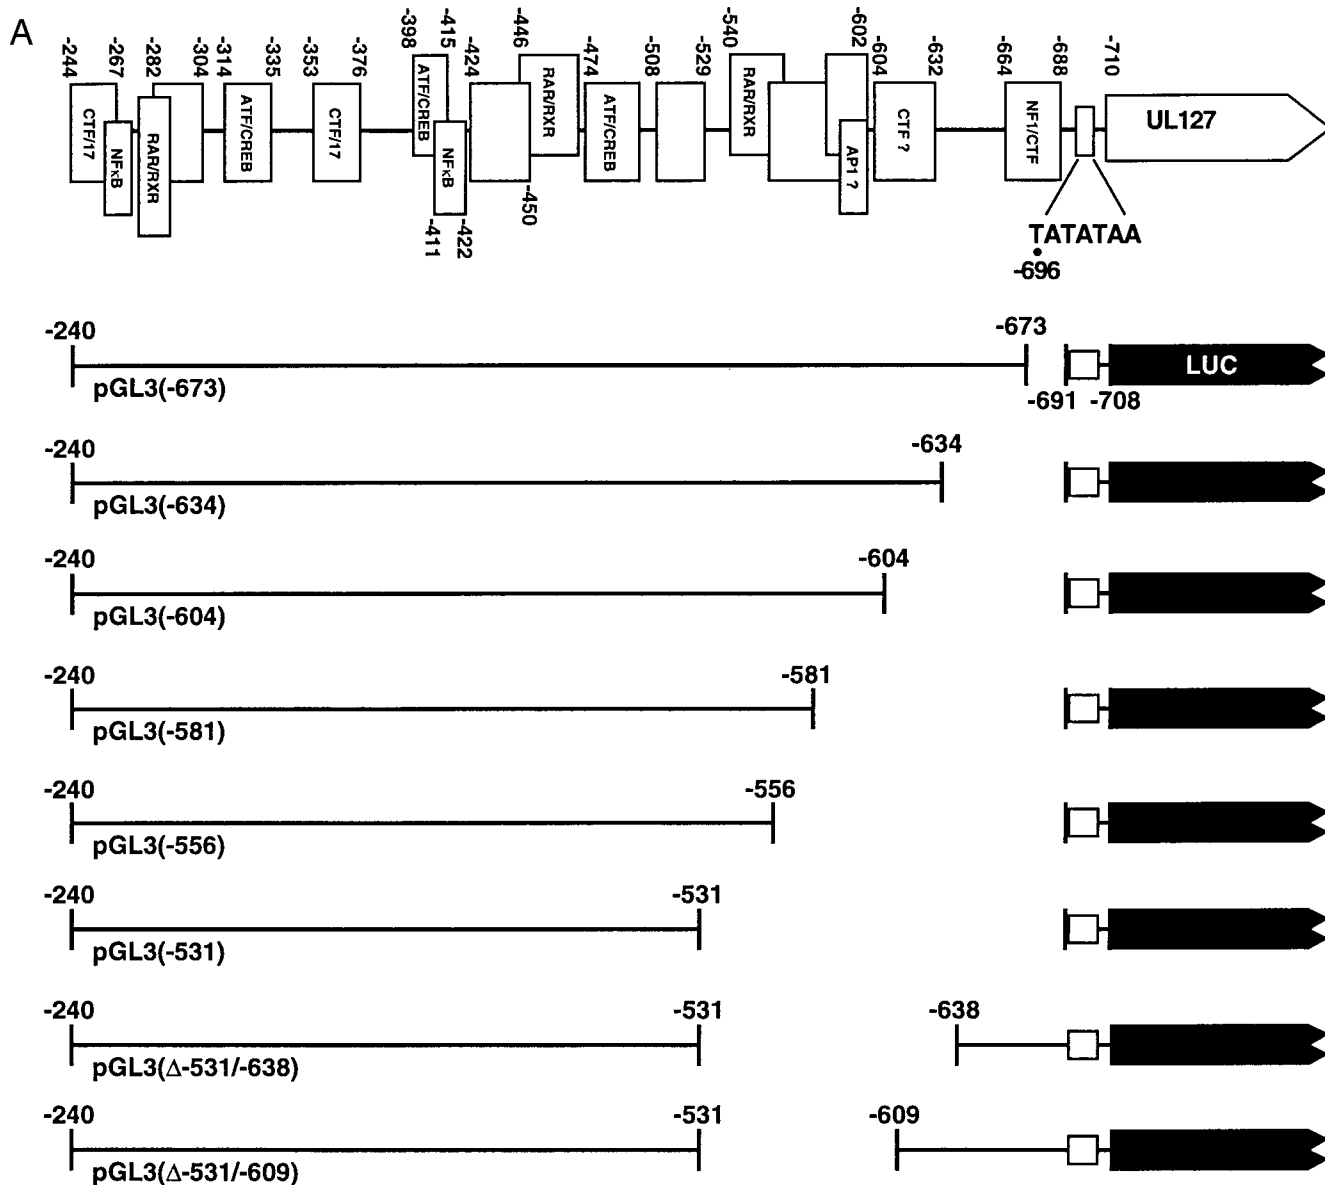 A
-244 -267 -282 -304 -314 -335 -353 -376 -398 -415 -424 -446 -474 -508 -529 -540 -602 -604 -632 -664 -688 -710
CTF/17 NFκB RAR/RXR ATF/CREB CTF/17 ATF/CREB NFκB RAR/RXR ATF/CREB RAR/RXR AP1 ? CTF ? NF1/CTF UL127
-411 -422 -450
TATATAA
-696
-240 -673
LUC
pGL3(-673) -691 -708
-240 -634
pGL3(-634)
-240 -604
pGL3(-604)
-240 -581
pGL3(-581)
-240 -556
pGL3(-556)
-240 -531
pGL3(-531)
-240 -531 -638
pGL3(Δ-531/-638)
-240 -531 -609
pGL3(Δ-531/-609)